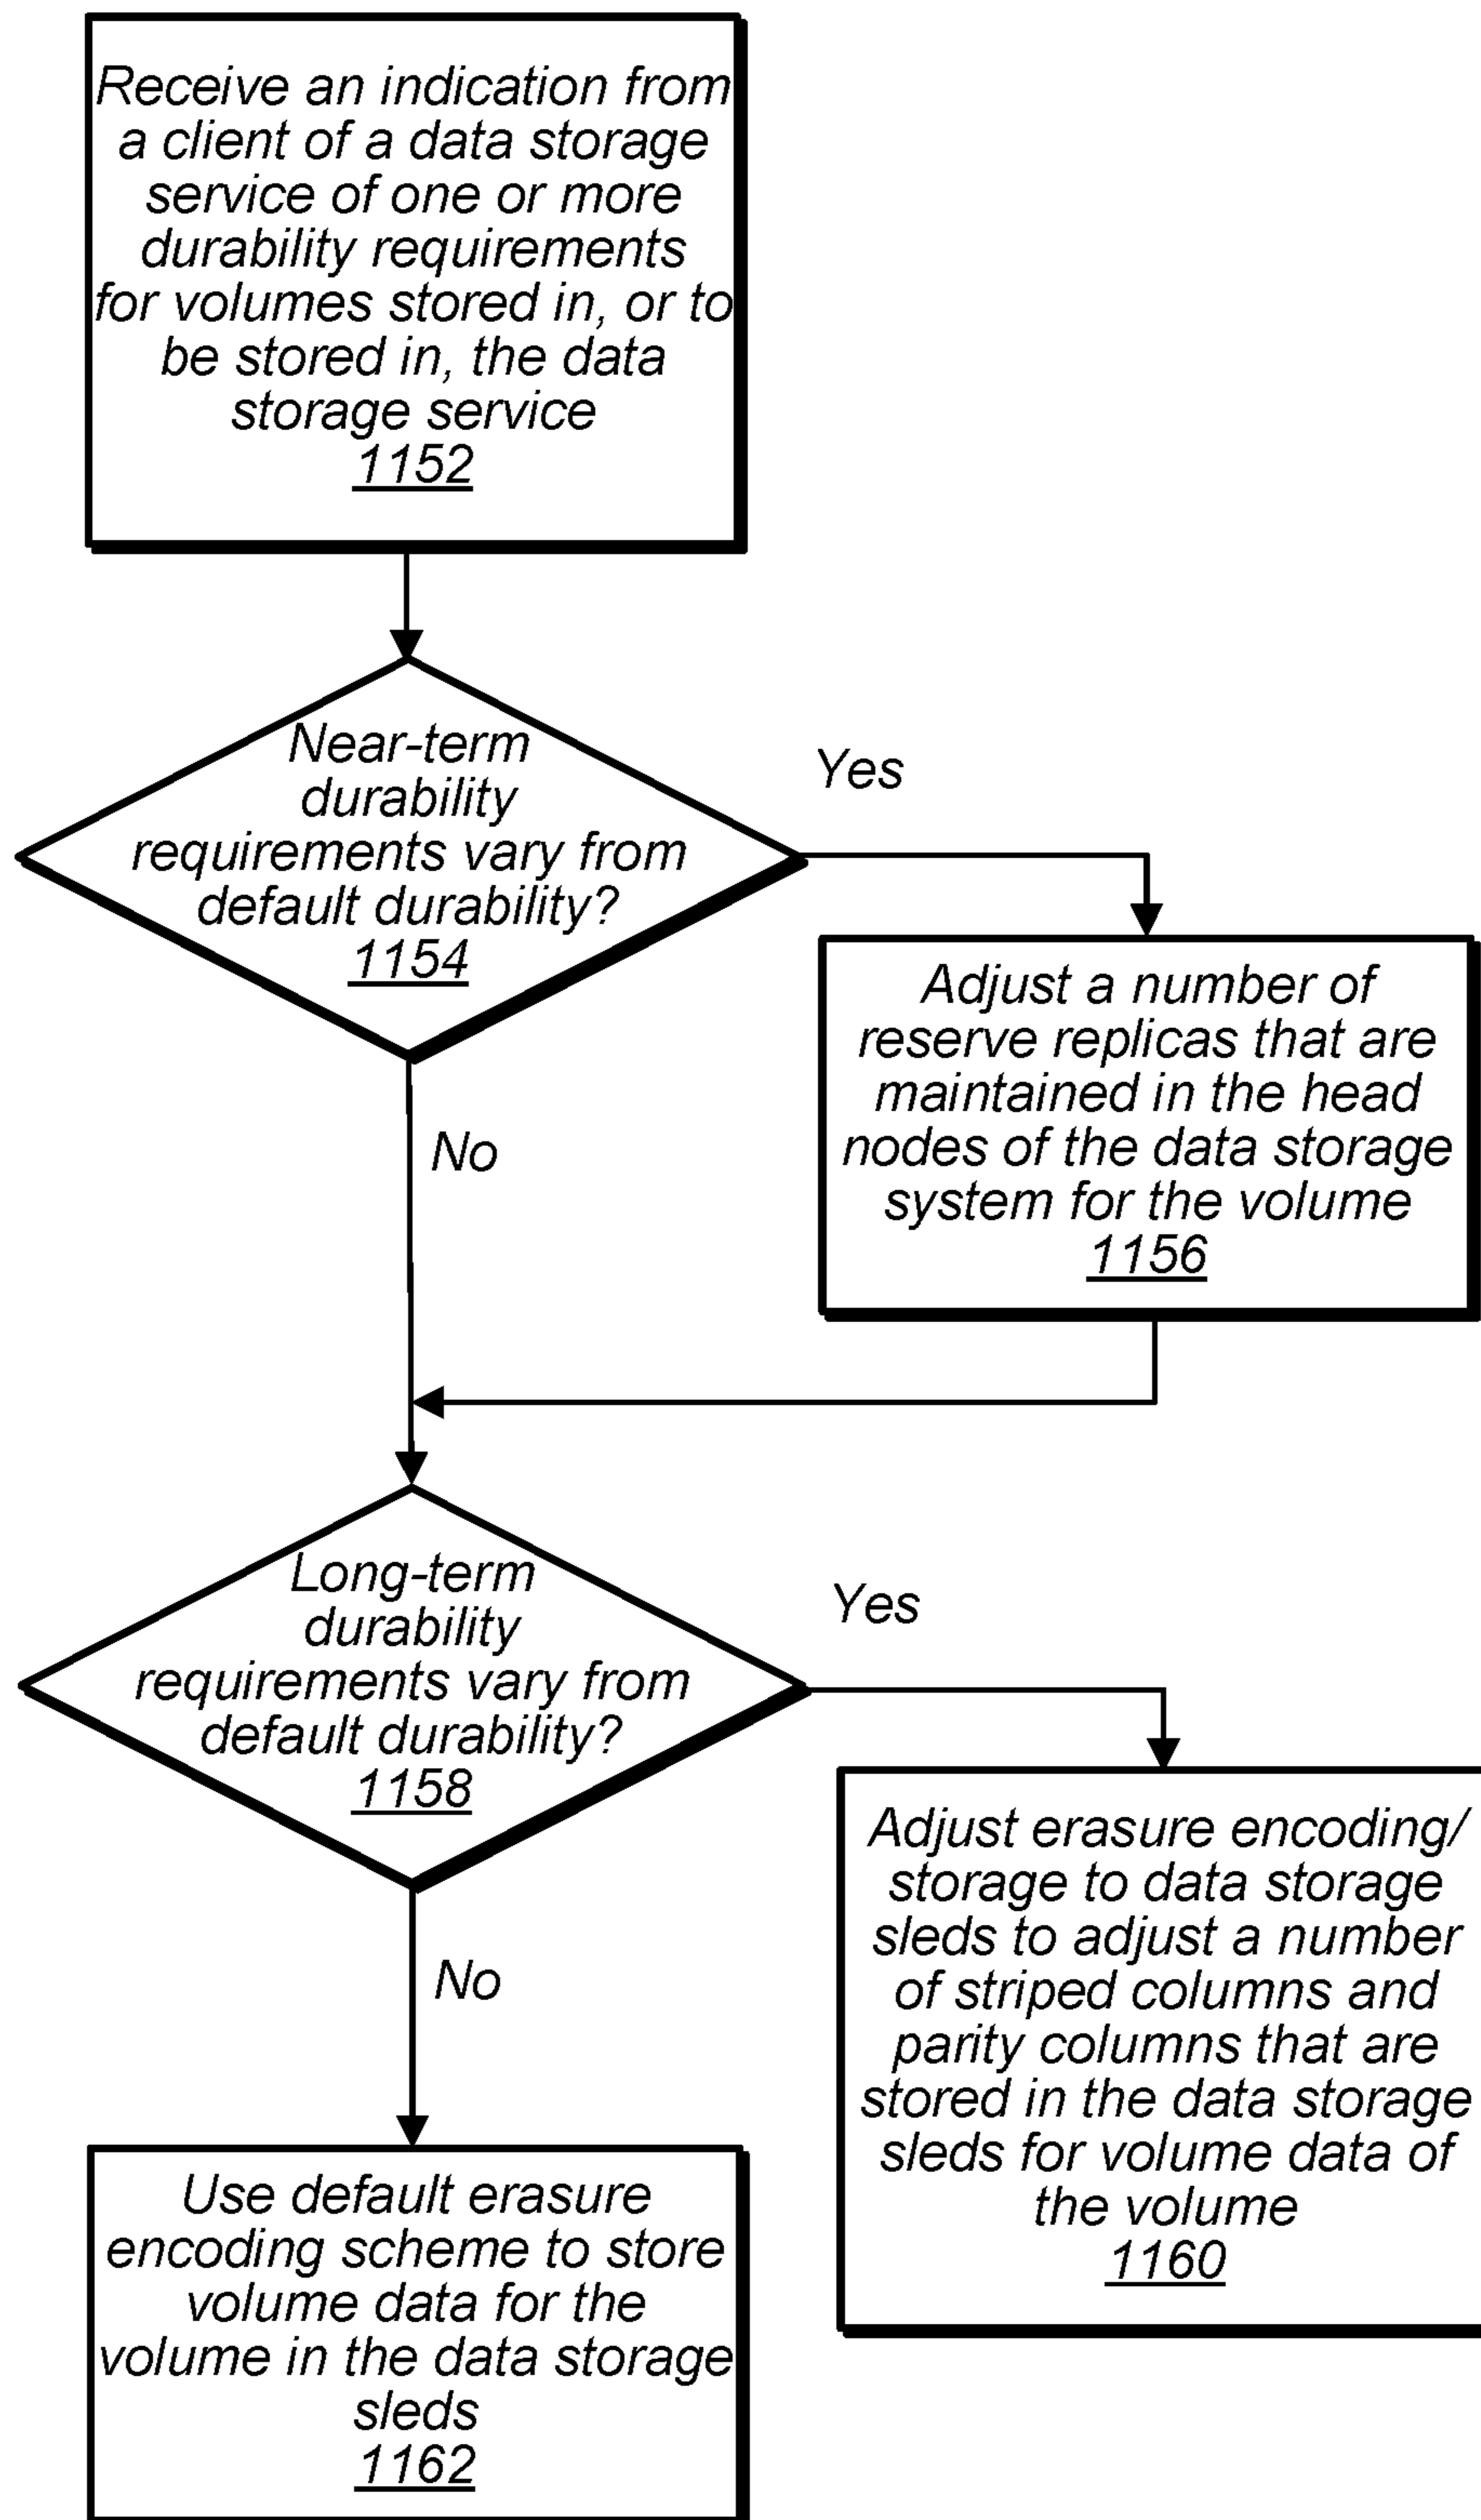 Receive an indication from
a client of a data storage
service of one or more
durability requirements
for volumes stored in, or to
be stored in, the data
storage service
1152
Near-term
durability
requirements vary from
default durability?
1154
Yes
Adjust a number of
reserve replicas that are
maintained in the head
nodes of the data storage
system for the volume
1156
No
Long-term
durability
requirements vary from
default durability?
1158
Yes
Adjust erasure encoding/
storage to data storage
sleds to adjust a number
of striped columns and
parity columns that are
stored in the data storage
sleds for volume data of
the volume
1160
No
Use default erasure
encoding scheme to store
volume data for the
volume in the data storage
sleds
1162